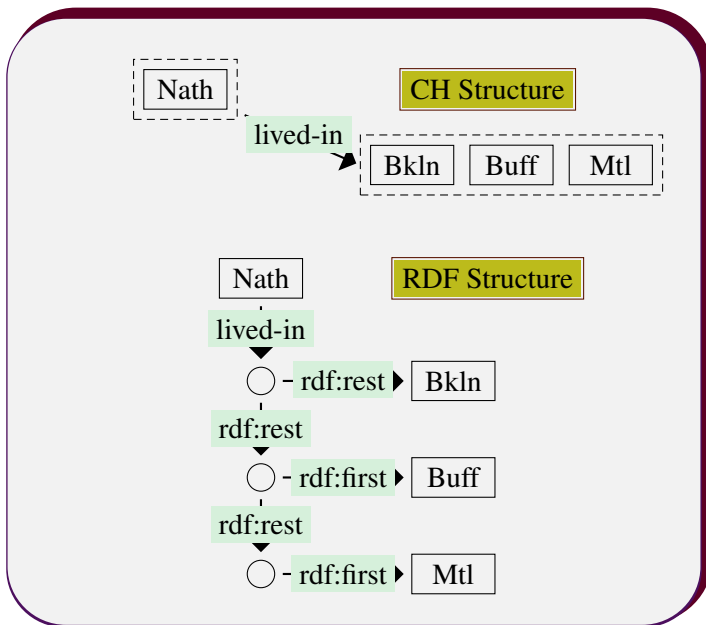 Nath
CH Structure
lived-in
Bkln Buff Mtl
Nath
RDF Structure
lived-in
rdf:rest
Bkln
rdf:rest
rdf:first
Buff
rdf:rest
rdf:first
Mtl